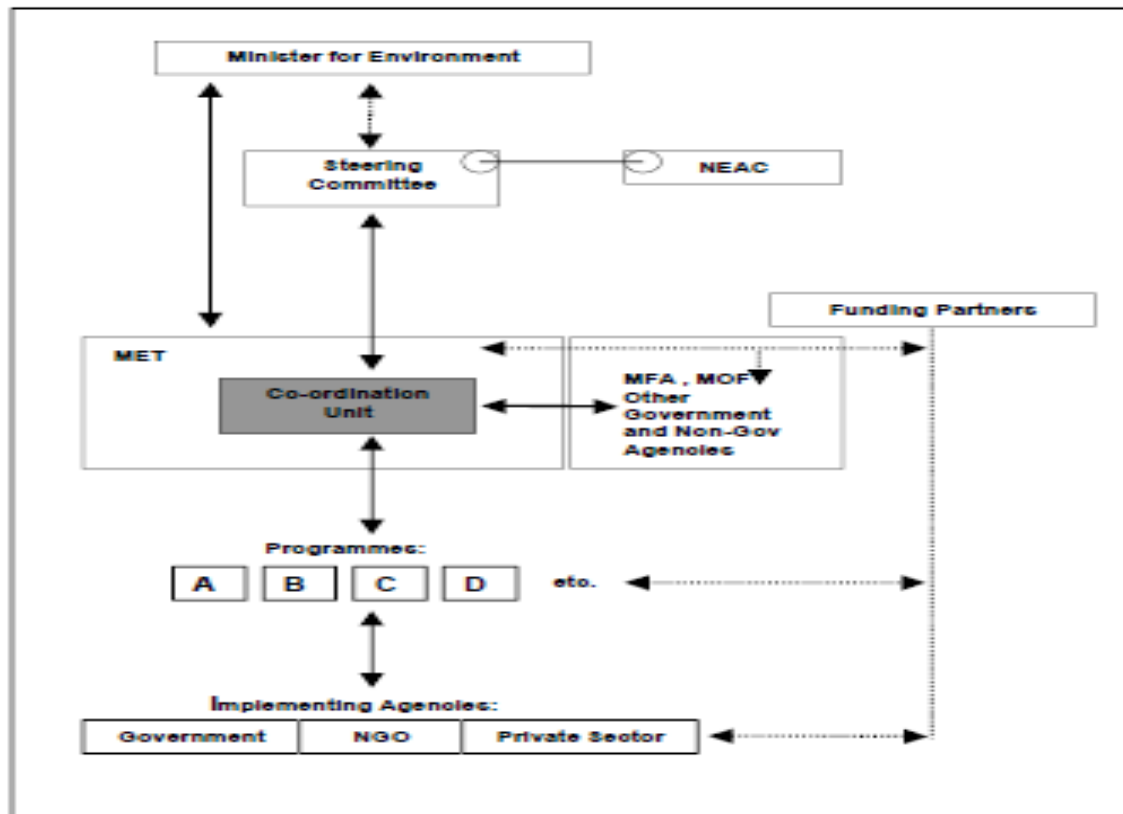 Minister for Environment
Steering
Committee
NEAC
Funding Partners
MET
Co-ordination
Unit
MFA , MOF
Other
Government
and Non-Gov
Agencies
Programmes:
A B C D etc.
Implementing Agencies:
Government NGO Private Sector